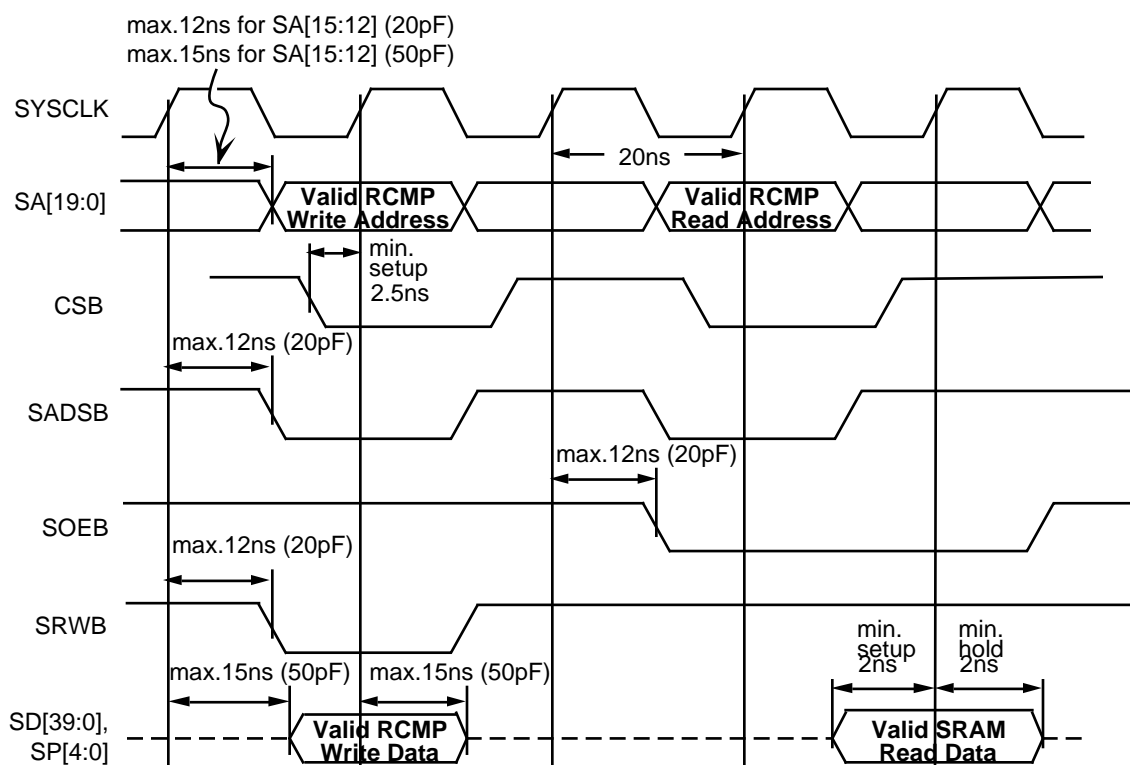 max.12ns for SA[15:12] (20pF)
max.15ns for SA[15:12] (50pF)
SYSCLK
20ns
SA[19:0]
Valid RCMP
Write Address
Valid RCMP
Read Address
min.
setup
2.5ns
CSB
max.12ns (20pF)
SADSB
max.12ns (20pF)
SOEB
max.12ns (20pF)
SRWB
min.
setup
2ns
min.
hold
2ns
max.15ns (50pF)
max.15ns (50pF)
SD[39:0],
SP[4:0]
Valid RCMP
Write Data
Valid SRAM
Read Data